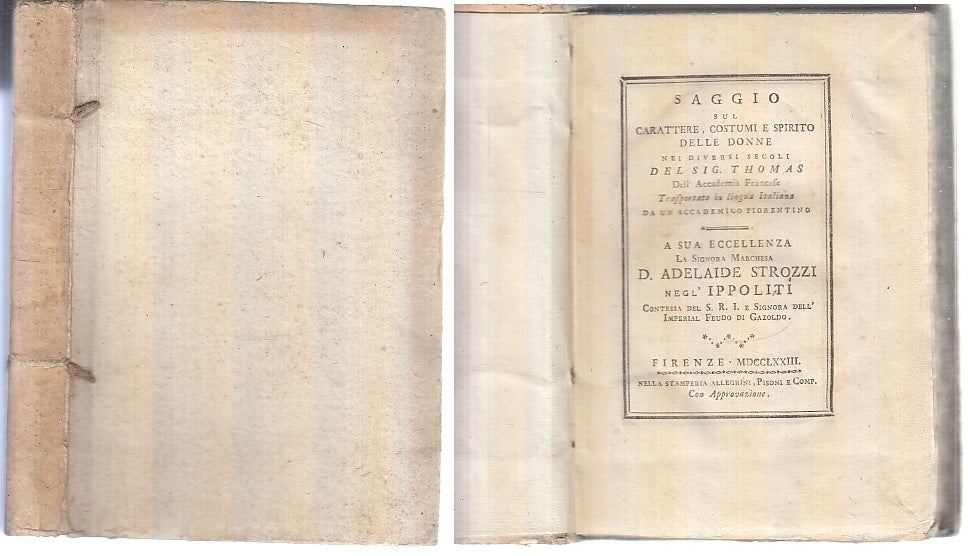 SAGGIO
SUL
CARATTERE, COSTUMI E SPIRITO
DELLE DONNE
NEI DIVERSI SECOLI
DEL SIG. THOMAS
Dell' Accademia Francese
Trasportato in lingua Italiana
DA UN ACCADEMICO FIORENTINO
A SUA ECCELLENZA
LA SIGNORA MARCHESA
D. ADELAIDE STROZZI
NEGL' IPPOLITI
CONTESSA DEL S. R. I. E SIGNORA DELL'
IMPERIAL FEUDO DI GAZOLDO.
FIRENZE · MDCCLXXIII.
NELLA STAMPERIA ALLEGRINI, PISONI E COMP.
Con Approvazione.